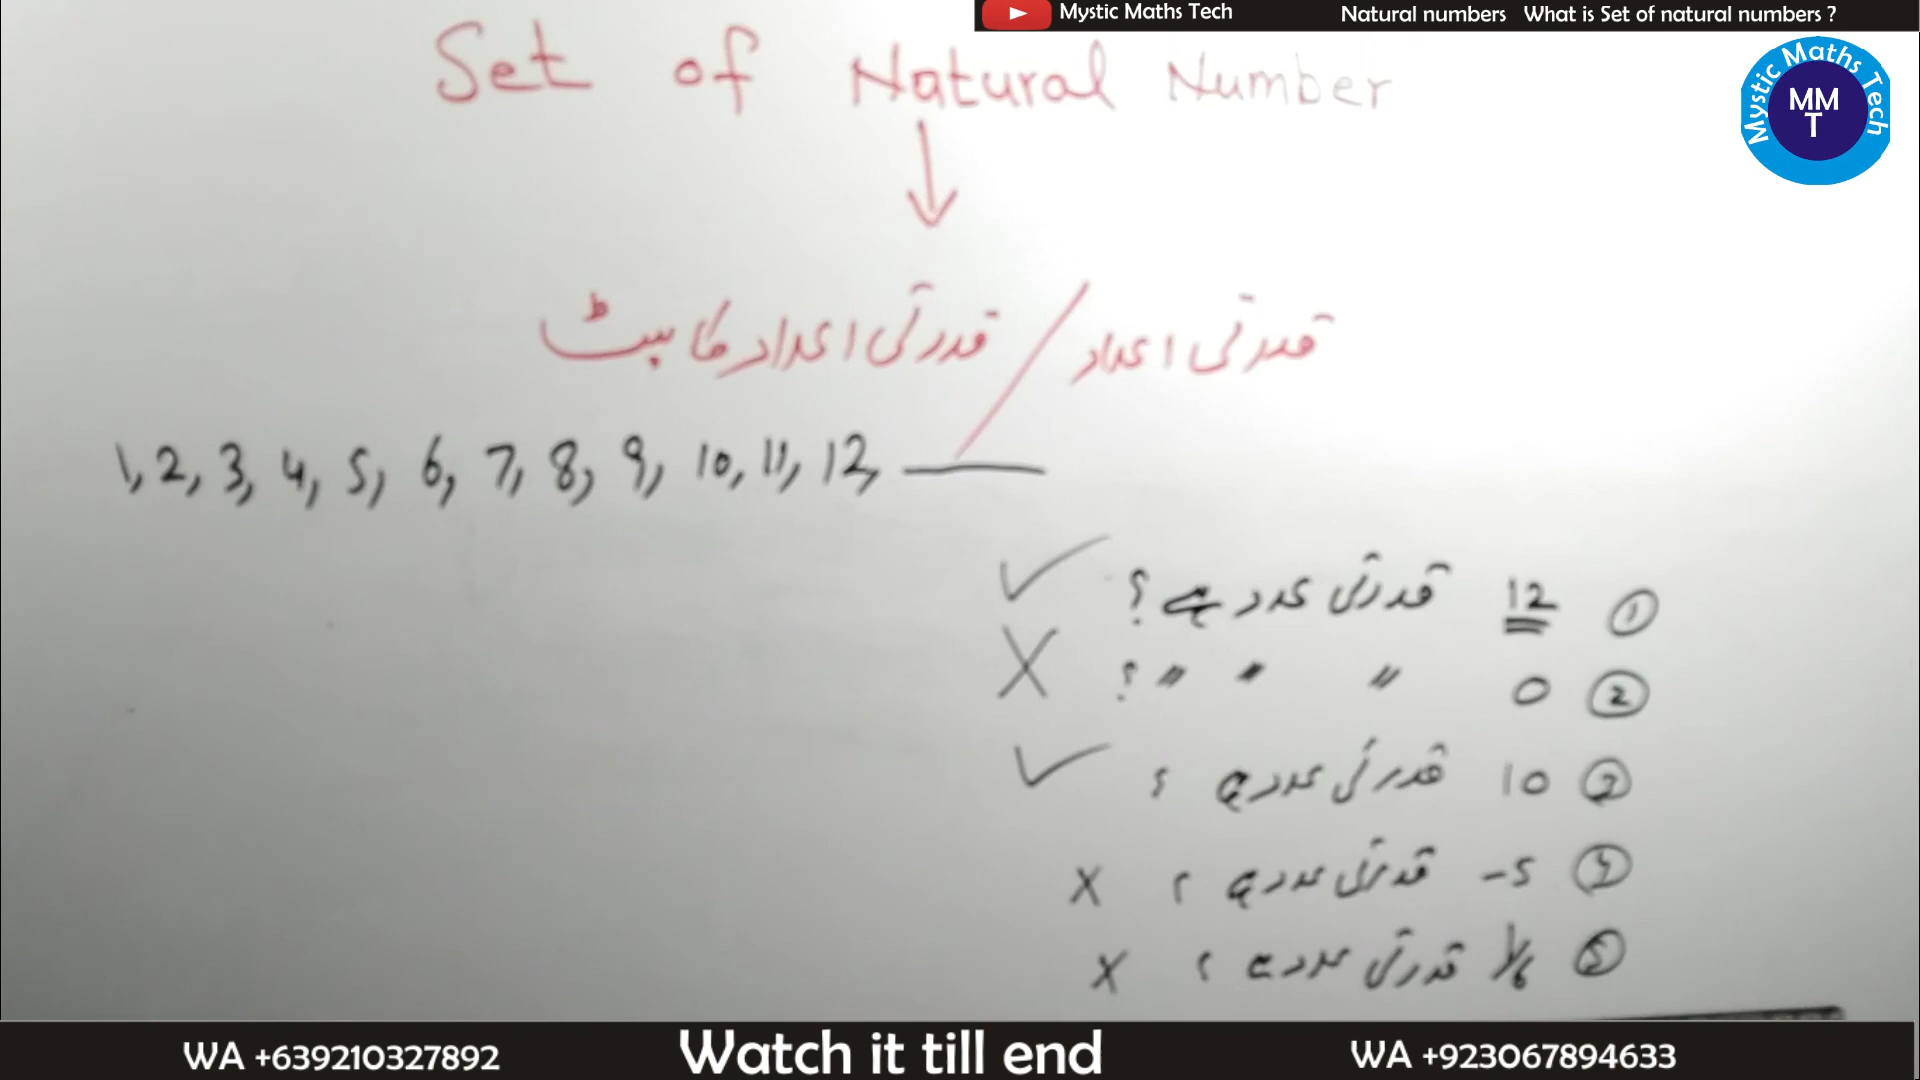 Mystic Maths Tech Natural numbers What is Set of natural numbers ?
Mystic Maths Tech
MM
T
Set of Natural Number
قدرتی اعداد / قدرتی اعداد کا سیٹ
1, 2, 3, 4, 5, 6, 7, 8, 9, 10, 11, 12, —
① 12 قدرتی عدد ہے ؟ ✓
② 0 〃 〃 〃 ؟ X
③ 10 قدرتی عدد ہے ؟ ✓
④ -5 قدرتی عدد ہے ؟ X
⑤ 1/6 قدرتی عدد ہے ؟ X
WA +639210327892 Watch it till end WA +923067894633